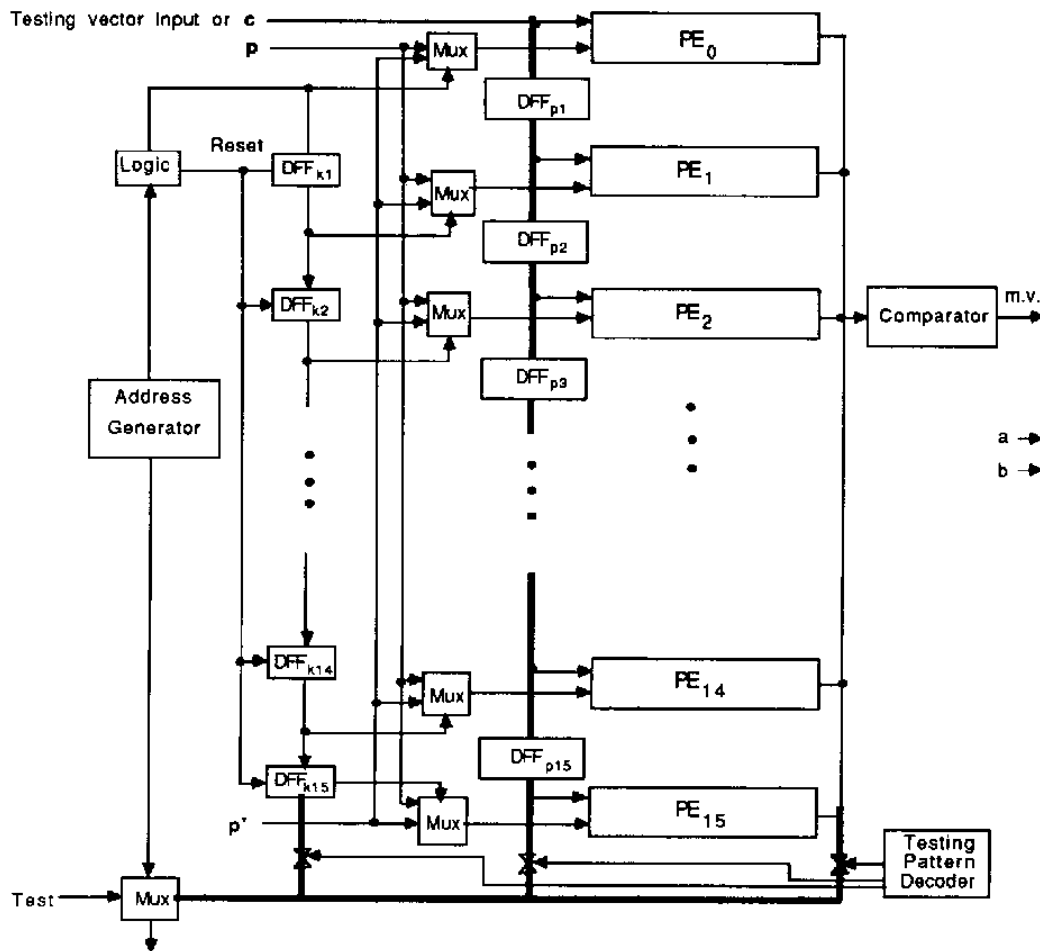 Testing vector Input or c
p
Mux
PE0
DFFp1
Logic
Reset
DFFk1
Mux
PE1
DFFp2
DFFk2
Mux
PE2
Comparator
m.v.
DFFp3
Address
Generator
a
b
DFFk14
Mux
PE14
DFFp15
DFFk15
p'
Mux
PE15
Testing
Pattern
Decoder
Test
Mux